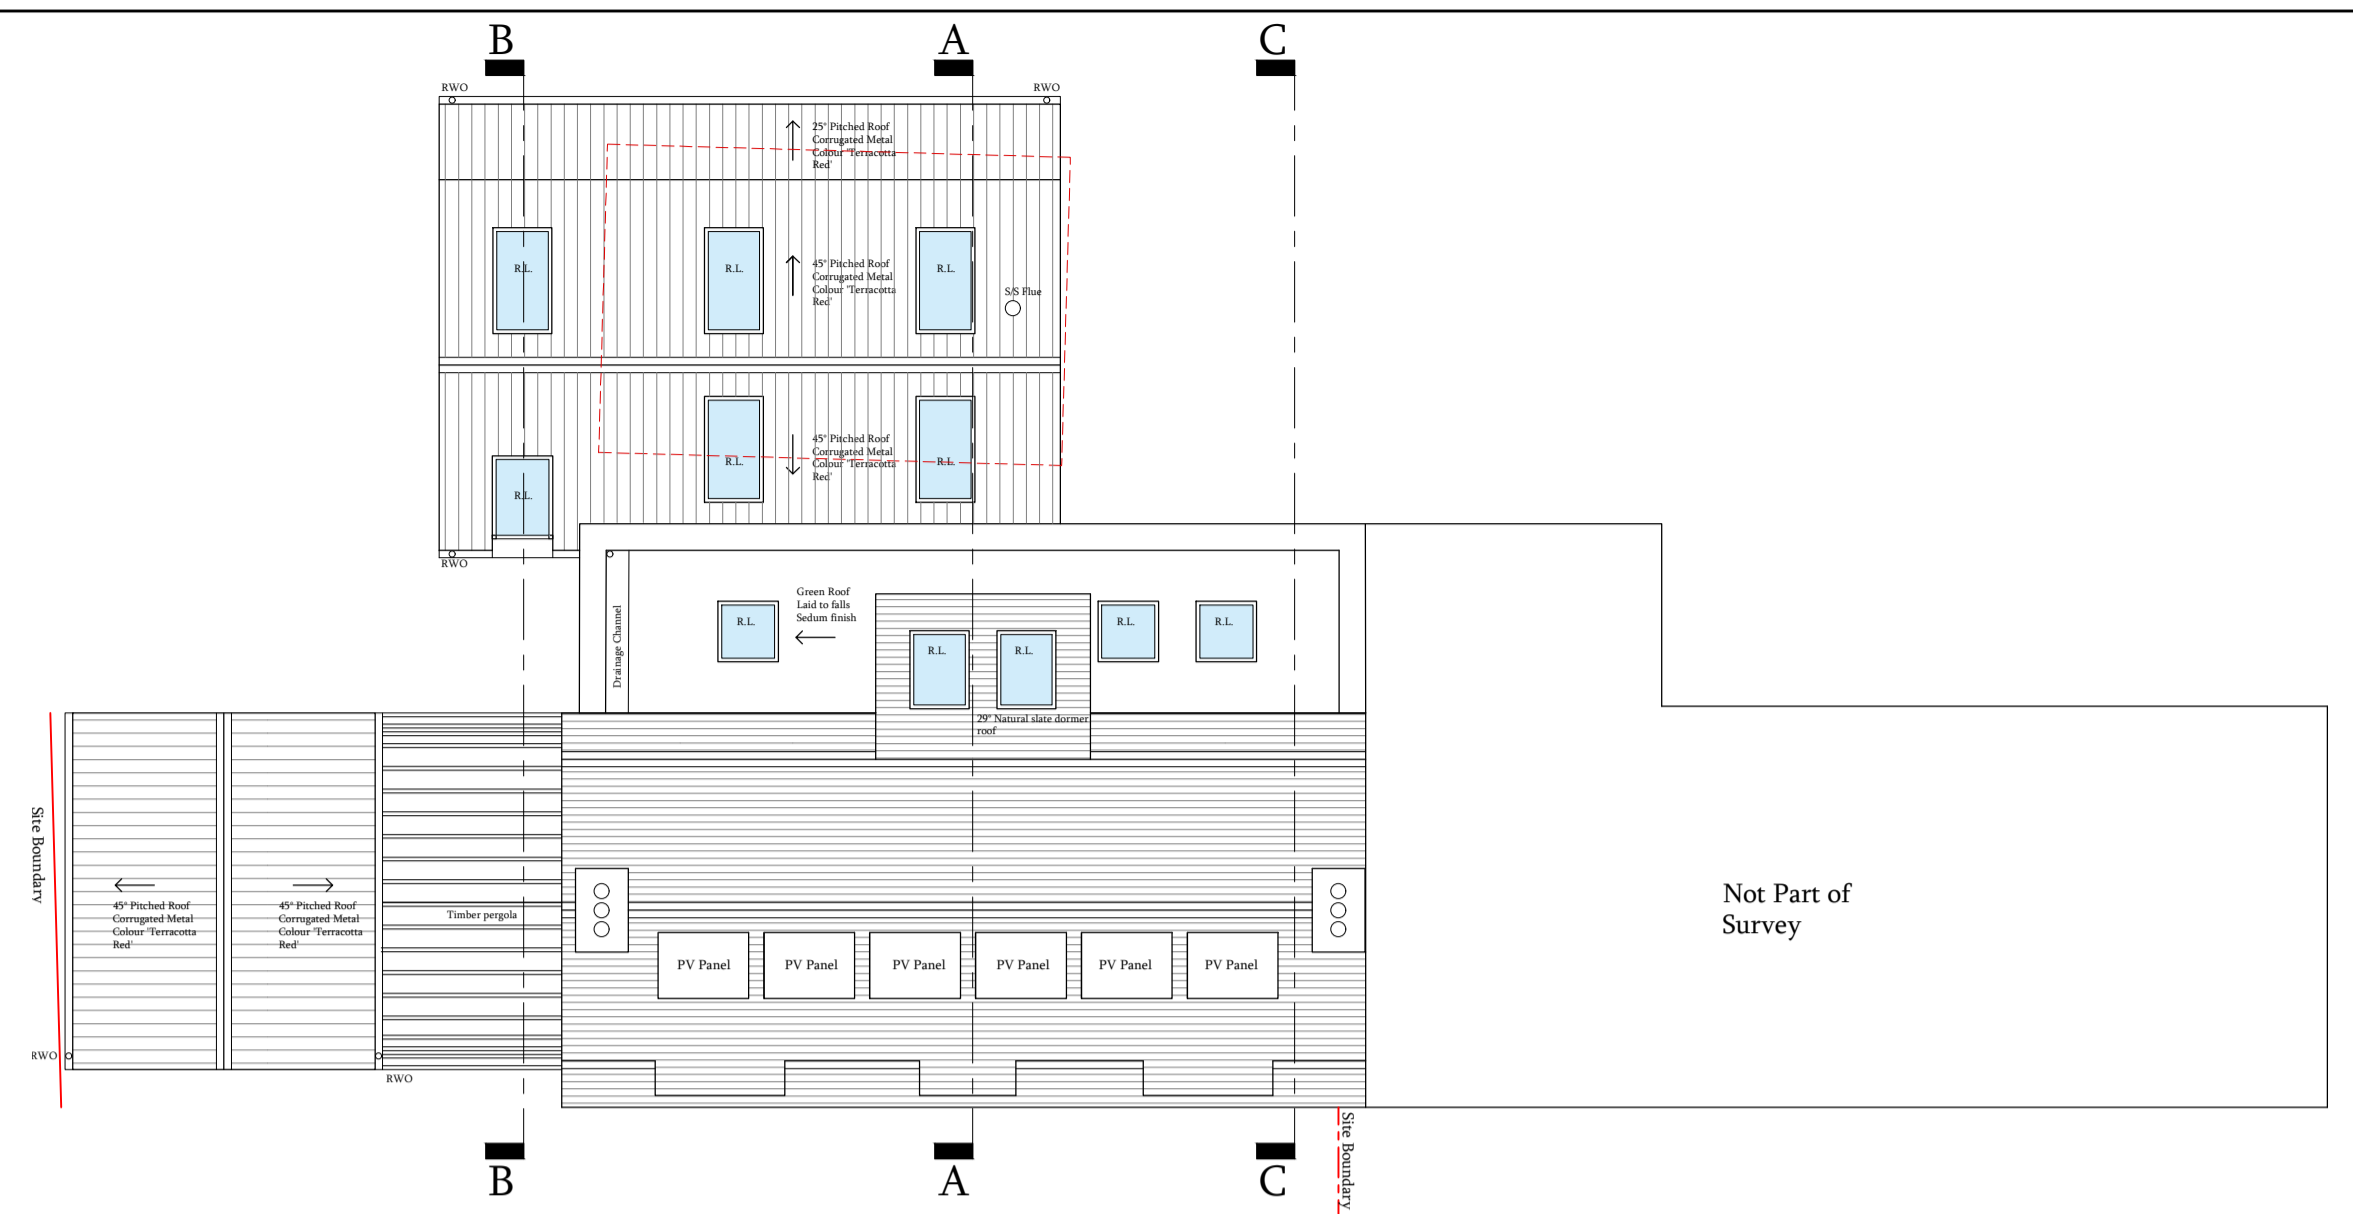 B
A
C
RWO
RWO
25° Pitched Roof
Corrugated Metal
Colour 'Terracotta
Red'
R.L.
R.L.
45° Pitched Roof
Corrugated Metal
Colour 'Terracotta
Red'
R.L.
S/S Flue
R.L.
R.L.
45° Pitched Roof
Corrugated Metal
Colour 'Terracotta
Red'
R.L.
RWO
Drainage Channel
R.L.
Green Roof
Laid to falls
Sedum finish
R.L.
R.L.
R.L.
R.L.
29° Natural slate dormer
roof
Site Boundary
45° Pitched Roof
Corrugated Metal
Colour 'Terracotta
Red'
45° Pitched Roof
Corrugated Metal
Colour 'Terracotta
Red'
Timber pergola
Not Part of
Survey
PV Panel
PV Panel
PV Panel
PV Panel
PV Panel
PV Panel
RWO
RWO
Site Boundary
B
A
C